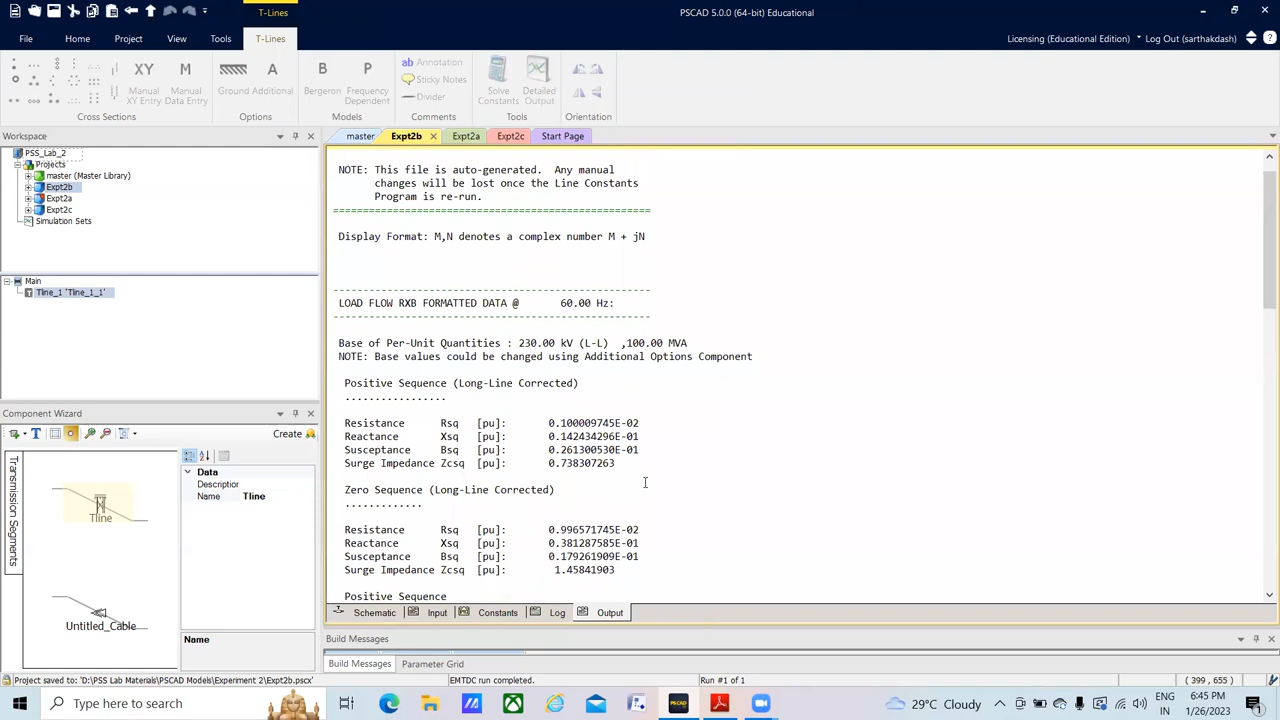 T-Lines
PSCAD 5.0.0 (64-bit) Educational
File Home Project View Tools T-Lines
Licensing (Educational Edition) Log Out (sarthakdash)
XY M A B P
Manual XY Entry
Manual Data Entry
Ground Additional
Bergeron
Frequency Dependent
Annotation
Sticky Notes
Divider
Solve Constants
Detailed Output
Cross Sections Options Models Comments Tools Orientation
Workspace
master Expt2b Expt2a Expt2c Start Page
PSS_Lab_2
Projects
master (Master Library)
Expt2b
Expt2a
Expt2c
Simulation Sets
Main
Tline_1 'Tline_1_1'
Component Wizard
Create
Transmission Segments
Tline
Untitled_Cable
Data
Descriptior
Name Tline
Name
NOTE: This file is auto-generated. Any manual
changes will be lost once the Line Constants
Program is re-run.
=====================================================
Display Format: M,N denotes a complex number M + jN
-----------------------------------------------------
LOAD FLOW RXB FORMATTED DATA @ 60.00 Hz:
-----------------------------------------------------
Base of Per-Unit Quantities : 230.00 kV (L-L) ,100.00 MVA
NOTE: Base values could be changed using Additional Options Component
Positive Sequence (Long-Line Corrected)
.................
Resistance Rsq [pu]: 0.100009745E-02
Reactance Xsq [pu]: 0.142434296E-01
Susceptance Bsq [pu]: 0.261300530E-01
Surge Impedance Zcsq [pu]: 0.738307263
Zero Sequence (Long-Line Corrected)
.............
Resistance Rsq [pu]: 0.996571745E-02
Reactance Xsq [pu]: 0.381287585E-01
Susceptance Bsq [pu]: 0.179261909E-01
Surge Impedance Zcsq [pu]: 1.45841903
Positive Sequence
Schematic Input Constants Log Output
Build Messages
Build Messages Parameter Grid
Project saved to: 'D:\PSS Lab Materials\PSCAD Models\Experiment 2\Expt2b.pscx' EMTDC run completed. Run #1 of 1 ( 399 , 655 )
Type here to search
29°C Cloudy
ENG
IN
6:45 PM
1/26/2023